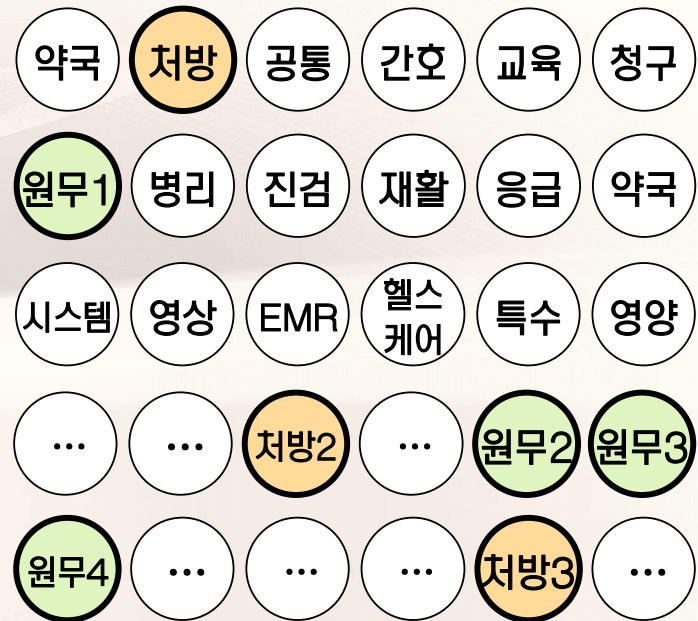 약국 처방 공통 간호 교육 청구
원무1 병리 진검 재활 응급 약국
시스템 영상 EMR 헬스
케어 특수 영양
... ... 처방2 ... 원무2 원무3
원무4 ... ... ... 처방3 ...